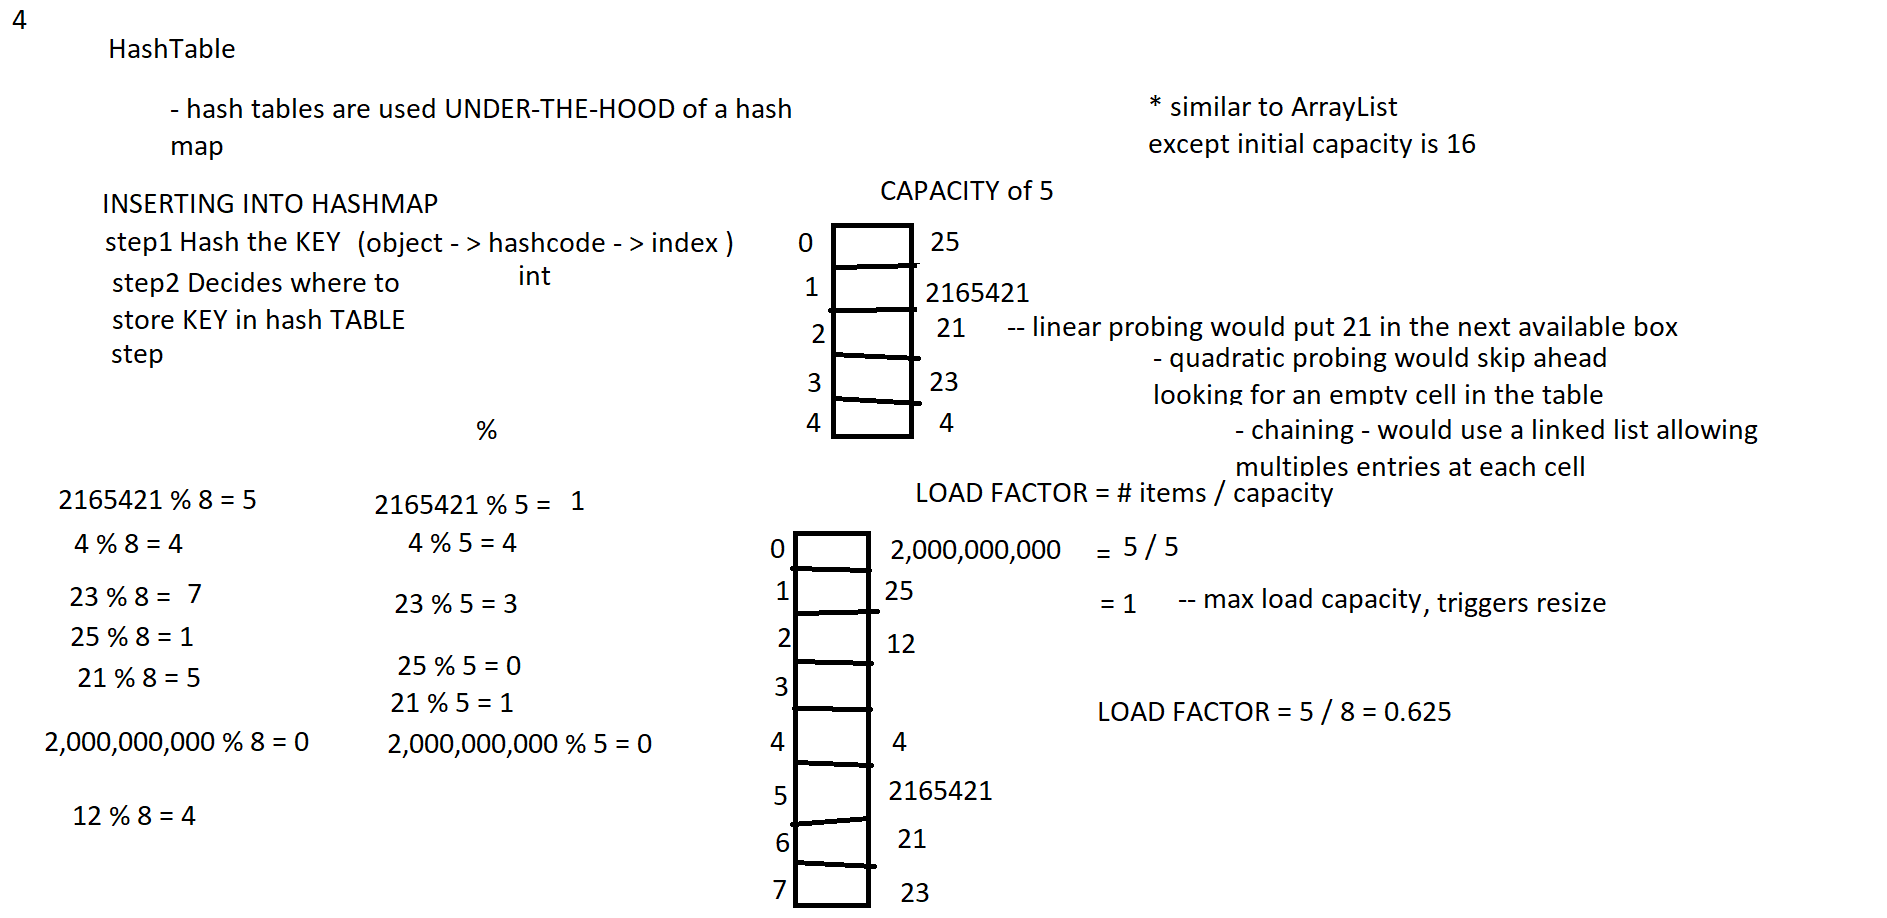 4
HashTable
- hash tables are used UNDER-THE-HOOD of a hash
map
* similar to ArrayList
except initial capacity is 16
INSERTING INTO HASHMAP
step1 Hash the KEY (object - > hashcode - > index )
int
step2 Decides where to
store KEY in hash TABLE
step
CAPACITY of 5
0 25
1 2165421
2 21 -- linear probing would put 21 in the next available box
- quadratic probing would skip ahead
looking for an empty cell in the table
3 23
4 4
- chaining - would use a linked list allowing
multiples entries at each cell
%
2165421 % 8 = 5
4 % 8 = 4
23 % 8 = 7
25 % 8 = 1
21 % 8 = 5
2,000,000,000 % 8 = 0
12 % 8 = 4
2165421 % 5 = 1
4 % 5 = 4
23 % 5 = 3
25 % 5 = 0
21 % 5 = 1
2,000,000,000 % 5 = 0
LOAD FACTOR = # items / capacity
= 5 / 5
= 1 -- max load capacity, triggers resize
LOAD FACTOR = 5 / 8 = 0.625
0 2,000,000,000
1 25
2 12
3
4 4
5 2165421
6 21
7 23